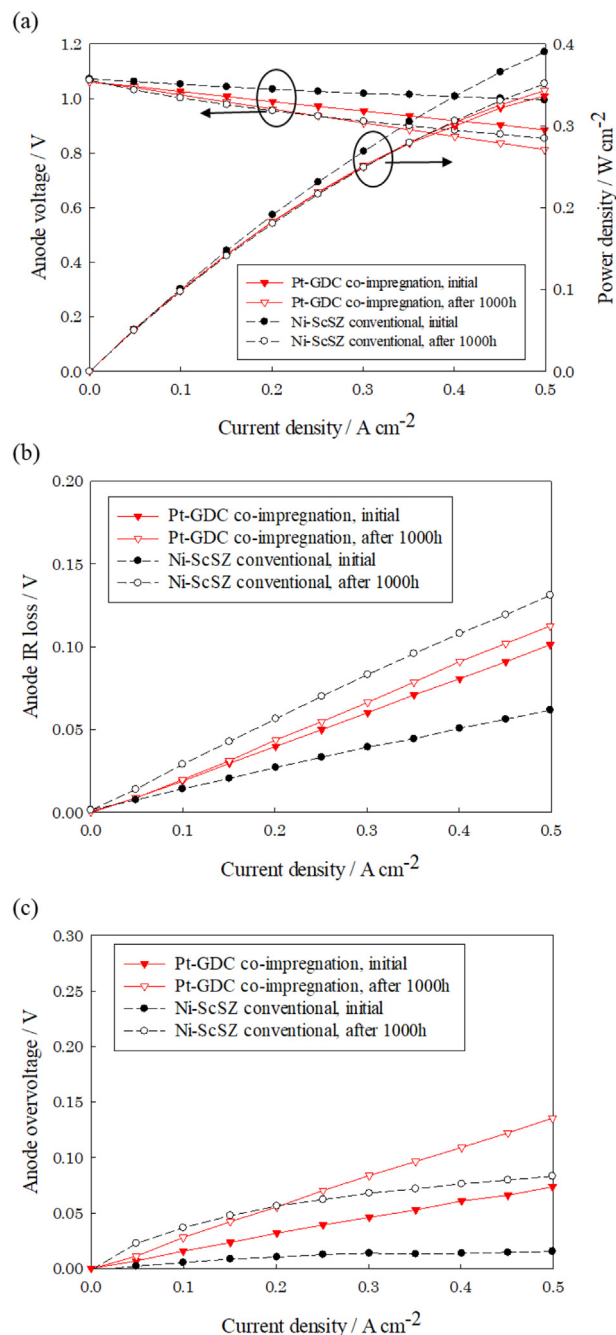 (a)
1.2
1.0
0.8
0.6
0.4
0.2
0.0
Anode voltage / V
0.4
0.3
0.2
0.1
0
Power density / W cm-2
Pt-GDC co-impregnation, initial
Pt-GDC co-impregnation, after 1000h
Ni-ScSZ conventional, initial
Ni-ScSZ conventional, after 1000h
0.0 0.1 0.2 0.3 0.4 0.5
Current density / A cm-2
(b)
0.20
0.15
0.10
0.05
0.00
Anode IR loss / V
Pt-GDC co-impregnation, initial
Pt-GDC co-impregnation, after 1000h
Ni-ScSZ conventional, initial
Ni-ScSZ conventional, after 1000h
0.0 0.1 0.2 0.3 0.4 0.5
Current density / A cm-2
(c)
0.30
0.25
0.20
0.15
0.10
0.05
0.00
Anode overvoltage / V
Pt-GDC co-impregnation, initial
Pt-GDC co-impregnation, after 1000h
Ni-ScSZ conventional, initial
Ni-ScSZ conventional, after 1000h
0.0 0.1 0.2 0.3 0.4 0.5
Current density / A cm-2